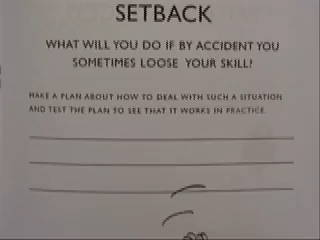 SETBACK
WHAT WILL YOU DO IF BY ACCIDENT YOU
SOMETIMES LOOSE YOUR SKILL?
MAKE A PLAN ABOUT HOW TO DEAL WITH SUCH A SITUATION
AND TEST THE PLAN TO SEE THAT IT WORKS IN PRACTICE.